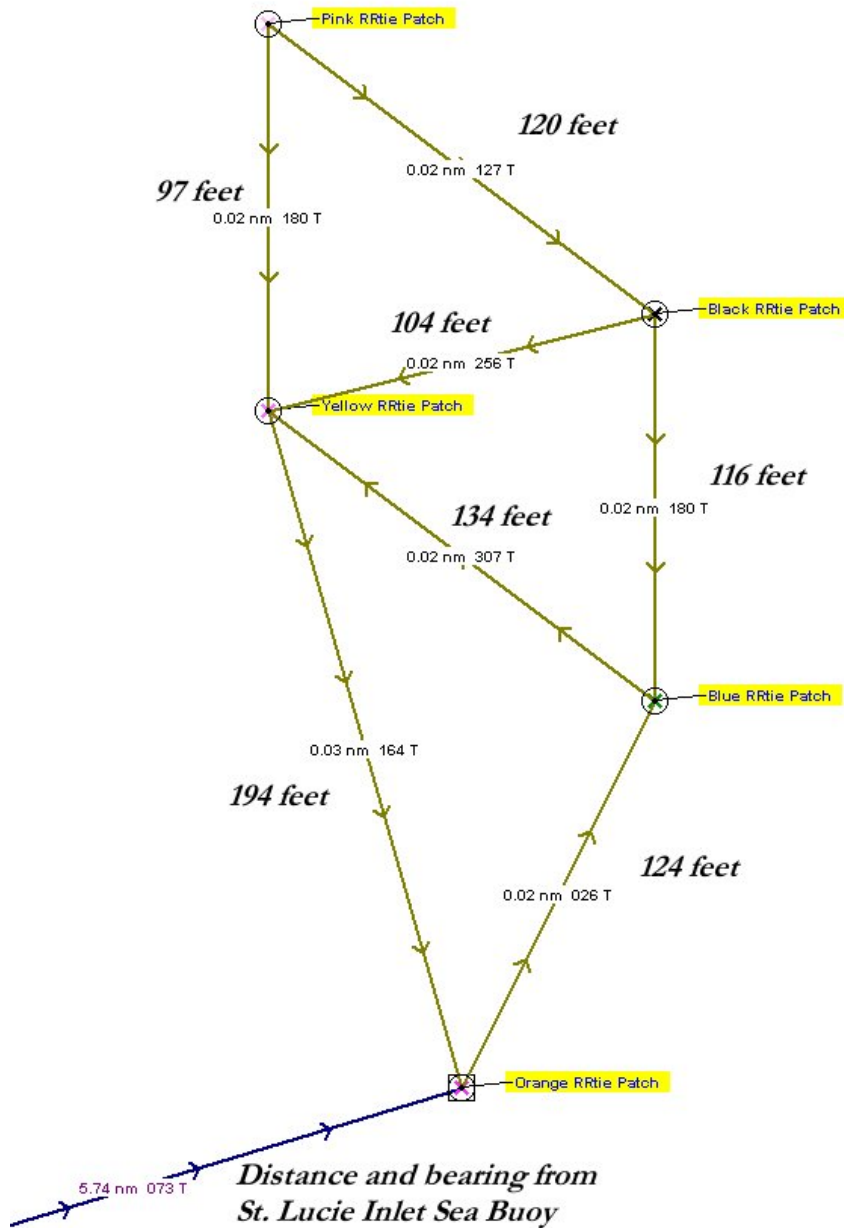 Pink RRtie Patch
120 feet
0.02 nm 127 T
97 feet
0.02 nm 180 T
Black RRtie Patch
104 feet
0.02 nm 256 T
Yellow RRtie Patch
116 feet
0.02 nm 180 T
134 feet
0.02 nm 307 T
Blue RRtie Patch
0.03 nm 164 T
194 feet
124 feet
0.02 nm 026 T
Orange RRtie Patch
5.74 nm 073 T
Distance and bearing from
St. Lucie Inlet Sea Buoy